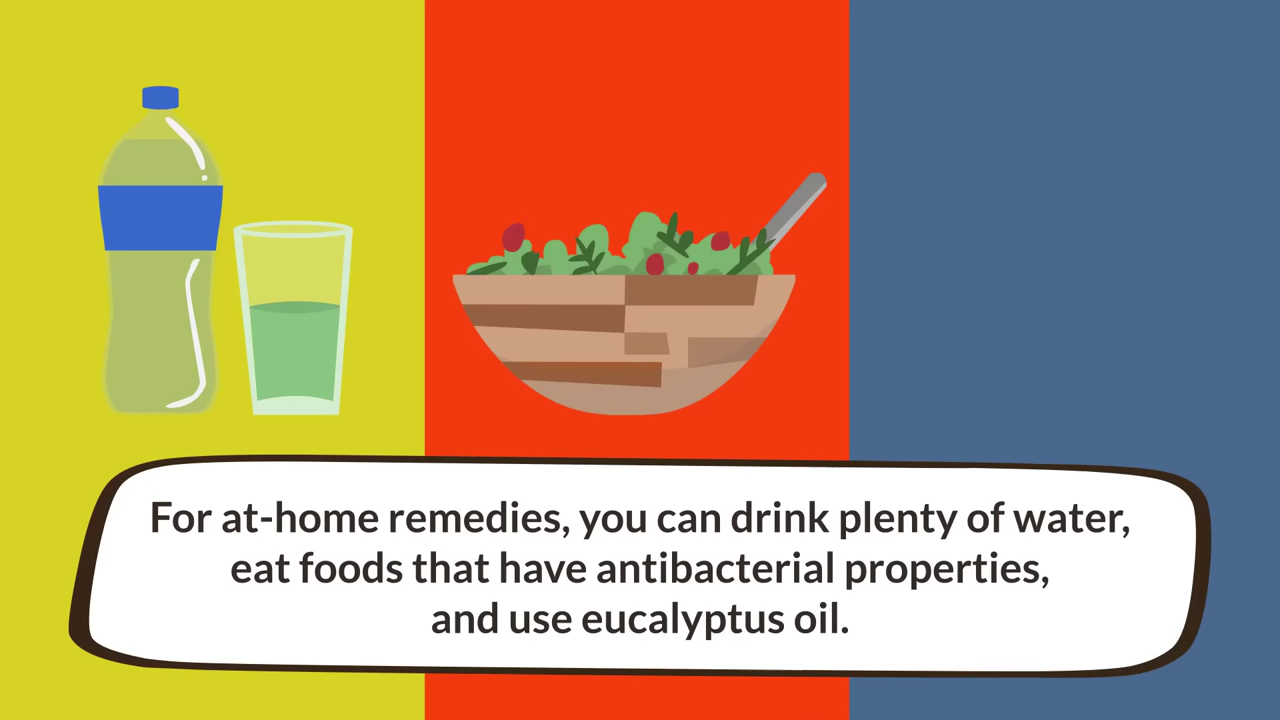 For at-home remedies, you can drink plenty of water,
eat foods that have antibacterial properties,
and use eucalyptus oil.